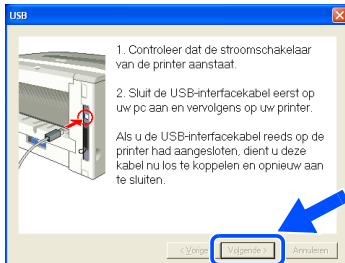 USB
1. Controleer dat de stroomschakelaar
van de printer aanstaat.
2. Sluit de USB-interfacekabel eerst op
uw pc aan en vervolgens op uw printer.
Als u de USB-interfacekabel reeds op de
printer had aangesloten, dient u deze
kabel nu los te koppelen en opnieuw aan
te sluiten.
< Vorige Volgende > Annuleren